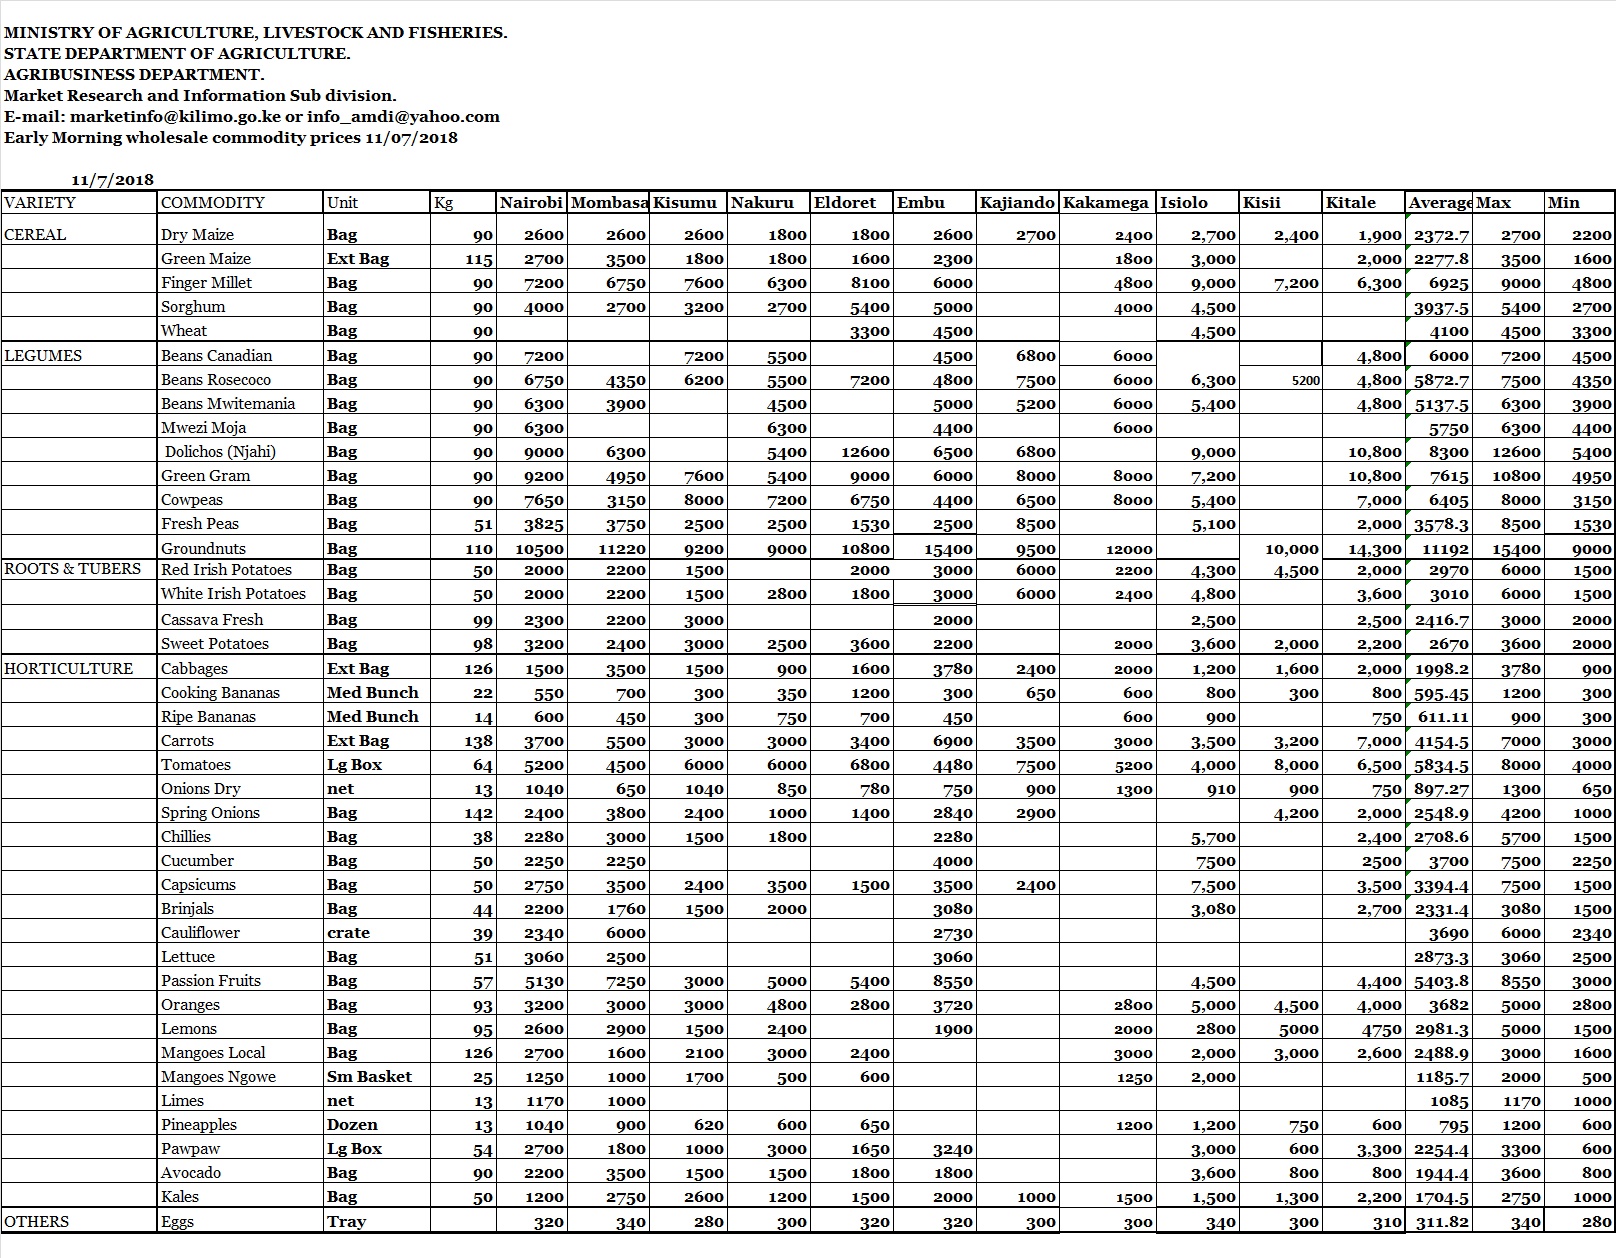 MINISTRY OF AGRICULTURE, LIVESTOCK AND FISHERIES.
STATE DEPARTMENT OF AGRICULTURE.
AGRIBUSINESS DEPARTMENT.
Market Research and Information Sub division.
E-mail: marketinfo@kilimo.go.ke or info_amdi@yahoo.com
Early Morning wholesale commodity prices 11/07/2018
11/7/2018
VARIETY COMMODITY Unit Kg Nairobi Mombasa Kisumu Nakuru Eldoret Embu Kajiando Kakamega Isiolo Kisii Kitale Average Max Min
CEREAL Dry Maize Bag 90 2600 2600 2600 1800 1800 2600 2700 2400 2,700 2,400 1,900 2372.7 2700 2200
Green Maize Ext Bag 115 2700 3500 1800 1800 1600 2300 1800 3,000 2,000 2277.8 3500 1600
Finger Millet Bag 90 7200 6750 7600 6300 8100 6000 4800 9,000 7,200 6,300 6925 9000 4800
Sorghum Bag 90 4000 2700 3200 2700 5400 5000 4000 4,500 3937.5 5400 2700
Wheat Bag 90 3300 4500 4,500 4100 4500 3300
LEGUMES Beans Canadian Bag 90 7200 7200 5500 4500 6800 6000 4,800 6000 7200 4500
Beans Rosecoco Bag 90 6750 4350 6200 5500 7200 4800 7500 6000 6,300 5200 4,800 5872.7 7500 4350
Beans Mwitemania Bag 90 6300 3900 4500 5000 5200 6000 5,400 4,800 5137.5 6300 3900
Mwezi Moja Bag 90 6300 6300 4400 6000 5750 6300 4400
Dolichos (Njahi) Bag 90 9000 6300 5400 12600 6500 6800 9,000 10,800 8300 12600 5400
Green Gram Bag 90 9200 4950 7600 5400 9000 6000 8000 8000 7,200 10,800 7615 10800 4950
Cowpeas Bag 90 7650 3150 8000 7200 6750 4400 6500 8000 5,400 7,000 6405 8000 3150
Fresh Peas Bag 51 3825 3750 2500 2500 1530 2500 8500 5,100 2,000 3578.3 8500 1530
Groundnuts Bag 110 10500 11220 9200 9000 10800 15400 9500 12000 10,000 14,300 11192 15400 9000
ROOTS & TUBERS Red Irish Potatoes Bag 50 2000 2200 1500 2000 3000 6000 2200 4,300 4,500 2,000 2970 6000 1500
White Irish Potatoes Bag 50 2000 2200 1500 2800 1800 3000 6000 2400 4,800 3,600 3010 6000 1500
Cassava Fresh Bag 99 2300 2200 3000 2000 2,500 2,500 2416.7 3000 2000
Sweet Potatoes Bag 98 3200 2400 3000 2500 3600 2200 2000 3,600 2,000 2,200 2670 3600 2000
HORTICULTURE Cabbages Ext Bag 126 1500 3500 1500 900 1600 3780 2400 2000 1,200 1,600 2,000 1998.2 3780 900
Cooking Bananas Med Bunch 22 550 700 300 350 1200 300 650 600 800 300 800 595.45 1200 300
Ripe Bananas Med Bunch 14 600 450 300 750 700 450 600 900 750 611.11 900 300
Carrots Ext Bag 138 3700 5500 3000 3000 3400 6900 3500 3000 3,500 3,200 7,000 4154.5 7000 3000
Tomatoes Lg Box 64 5200 4500 6000 6000 6800 4480 7500 5200 4,000 8,000 6,500 5834.5 8000 4000
Onions Dry net 13 1040 650 1040 850 780 750 900 1300 910 900 750 897.27 1300 650
Spring Onions Bag 142 2400 3800 2400 1000 1400 2840 2900 4,200 2,000 2548.9 4200 1000
Chillies Bag 38 2280 3000 1500 1800 2280 5,700 2,400 2708.6 5700 1500
Cucumber Bag 50 2250 2250 4000 7500 2500 3700 7500 2250
Capsicums Bag 50 2750 3500 2400 3500 1500 3500 2400 7,500 3,500 3394.4 7500 1500
Brinjals Bag 44 2200 1760 1500 2000 3080 3,080 2,700 2331.4 3080 1500
Cauliflower crate 39 2340 6000 2730 3690 6000 2340
Lettuce Bag 51 3060 2500 3060 2873.3 3060 2500
Passion Fruits Bag 57 5130 7250 3000 5000 5400 8550 4,500 4,400 5403.8 8550 3000
Oranges Bag 93 3200 3000 3000 4800 2800 3720 2800 5,000 4,500 4,000 3682 5000 2800
Lemons Bag 95 2600 2900 1500 2400 1900 2000 2800 5000 4750 2981.3 5000 1500
Mangoes Local Bag 126 2700 1600 2100 3000 2400 3000 2,000 3,000 2,600 2488.9 3000 1600
Mangoes Ngowe Sm Basket 25 1250 1000 1700 500 600 1250 2,000 1185.7 2000 500
Limes net 13 1170 1000 1085 1170 1000
Pineapples Dozen 13 1040 900 620 600 650 1200 1,200 750 600 795 1200 600
Pawpaw Lg Box 54 2700 1800 1000 3000 1650 3240 3,000 600 3,300 2254.4 3300 600
Avocado Bag 90 2200 3500 1500 1500 1800 1800 3,600 800 800 1944.4 3600 800
Kales Bag 50 1200 2750 2600 1200 1500 2000 1000 1500 1,500 1,300 2,200 1704.5 2750 1000
OTHERS Eggs Tray 320 340 280 300 320 320 300 300 340 300 310 311.82 340 280